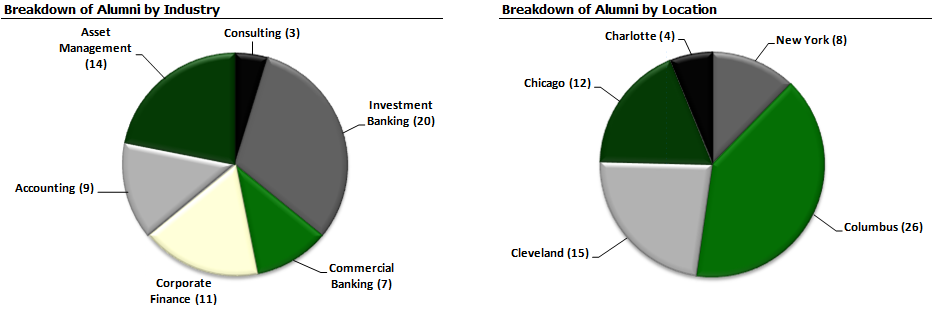 Breakdown of Alumni by Industry
Consulting (3)
Asset
Management
(14)
Investment
Banking (20)
Accounting (9)
Commercial
Banking (7)
Corporate
Finance (11)
Breakdown of Alumni by Location
Charlotte (4)
New York (8)
Chicago (12)
Columbus (26)
Cleveland (15)